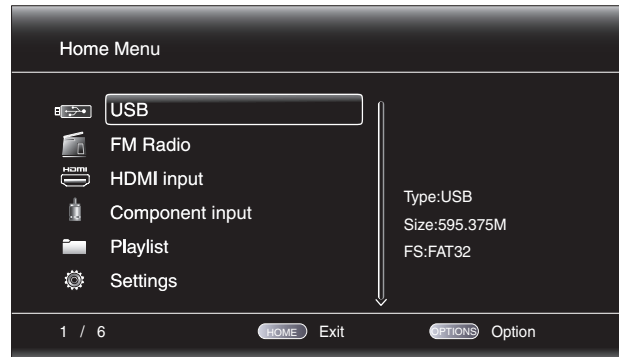 Home Menu
USB
FM Radio
HDMI
HDMI input
Component input
Playlist
Settings
Type:USB
Size:595.375M
FS:FAT32
1 / 6
HOME Exit
OPTIONS Option